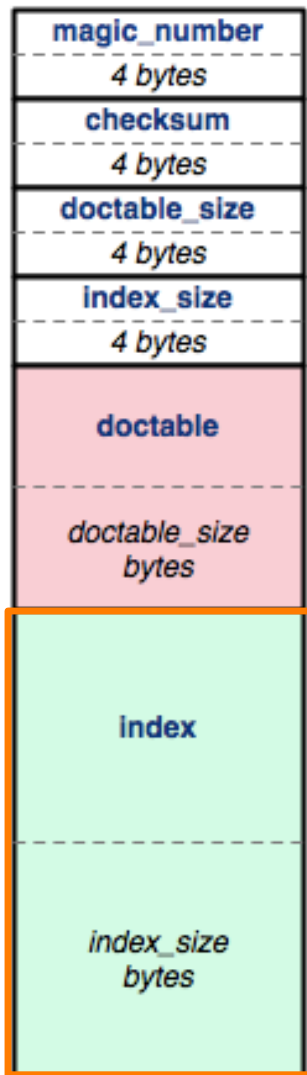 magic_number
4 bytes
checksum
4 bytes
doctable_size
4 bytes
index_size
4 bytes
doctable
doctable_size
bytes
index
index_size
bytes